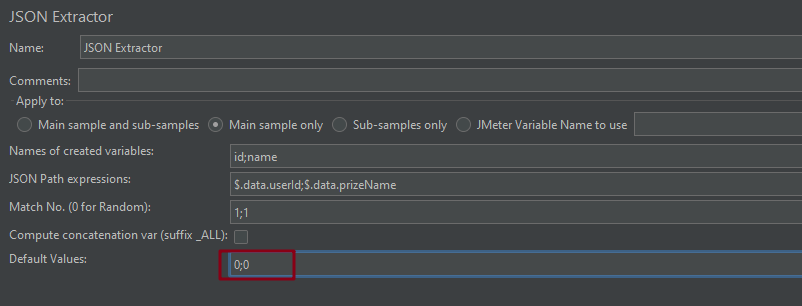 JSON Extractor
Name: JSON Extractor
Comments:
Apply to:
Main sample and sub-samples Main sample only Sub-samples only JMeter Variable Name to use
Names of created variables: id;name
JSON Path expressions: $.data.userId;$.data.prizeName
Match No. (0 for Random): 1;1
Compute concatenation var (suffix _ALL):
Default Values: 0;0